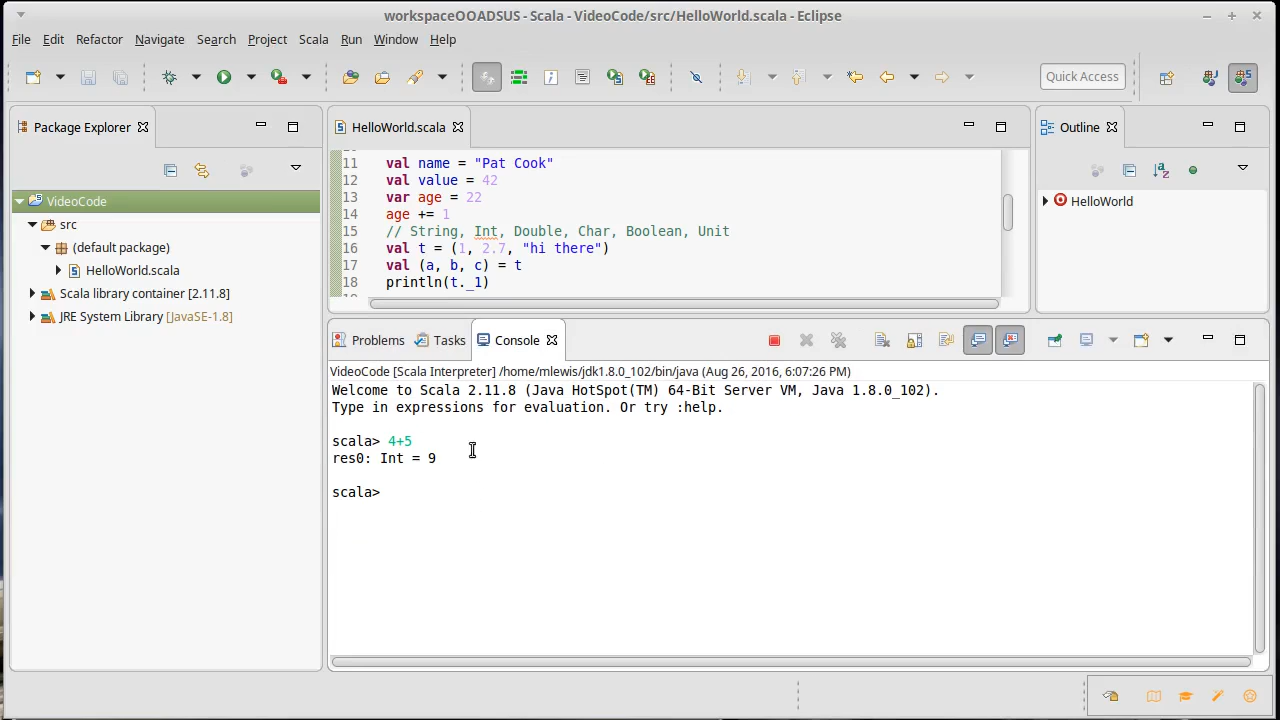 workspaceOOADSUS - Scala - VideoCode/src/HelloWorld.scala - Eclipse
File Edit Refactor Navigate Search Project Scala Run Window Help
Quick Access
Package Explorer
HelloWorld.scala
Outline
VideoCode
src
(default package)
HelloWorld.scala
Scala library container [2.11.8]
JRE System Library [JavaSE-1.8]
11 val name = "Pat Cook"
12 val value = 42
13 var age = 22
14 age += 1
15 // String, Int, Double, Char, Boolean, Unit
16 val t = (1, 2.7, "hi there")
17 val (a, b, c) = t
18 println(t._1)
HelloWorld
Problems Tasks Console
VideoCode [Scala Interpreter] /home/mlewis/jdk1.8.0_102/bin/java (Aug 26, 2016, 6:07:26 PM)
Welcome to Scala 2.11.8 (Java HotSpot(TM) 64-Bit Server VM, Java 1.8.0_102).
Type in expressions for evaluation. Or try :help.
scala> 4+5
res0: Int = 9
scala>